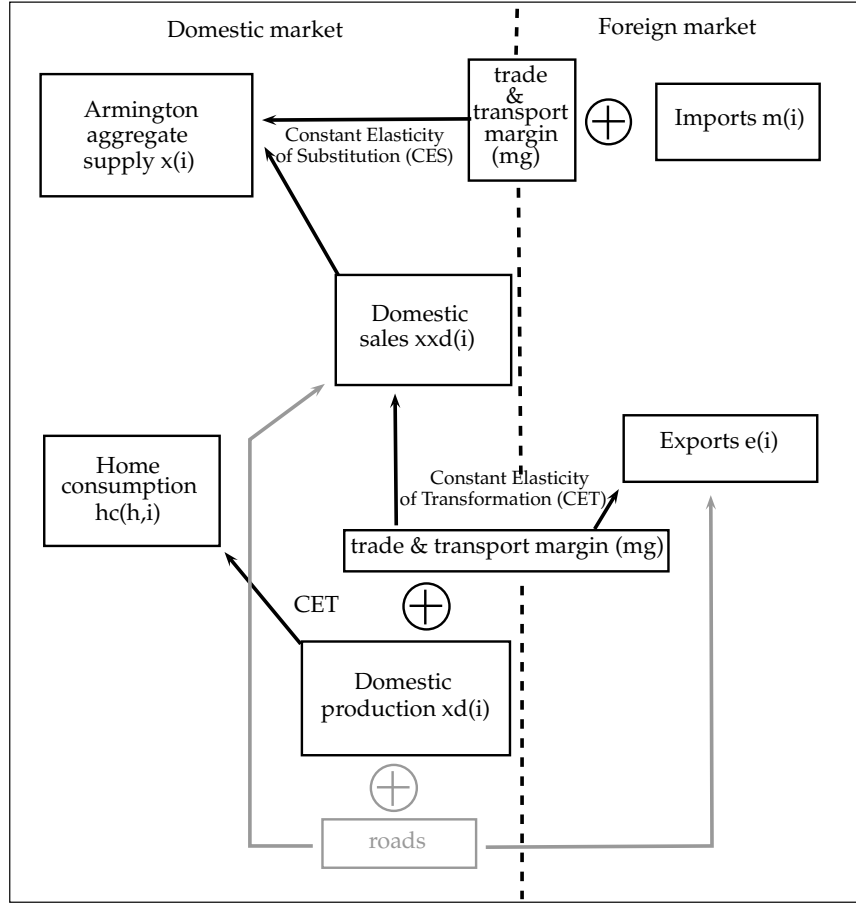 Domestic market
Foreign market
Armington
aggregate
supply x(i)
trade
&
transport
margin
(mg)
Imports m(i)
Constant Elasticity
of Substitution (CES)
Domestic
sales xxd(i)
Exports e(i)
Home
consumption
hc(h,i)
Constant Elasticity
of Transformation (CET)
trade & transport margin (mg)
CET
Domestic
production xd(i)
roads